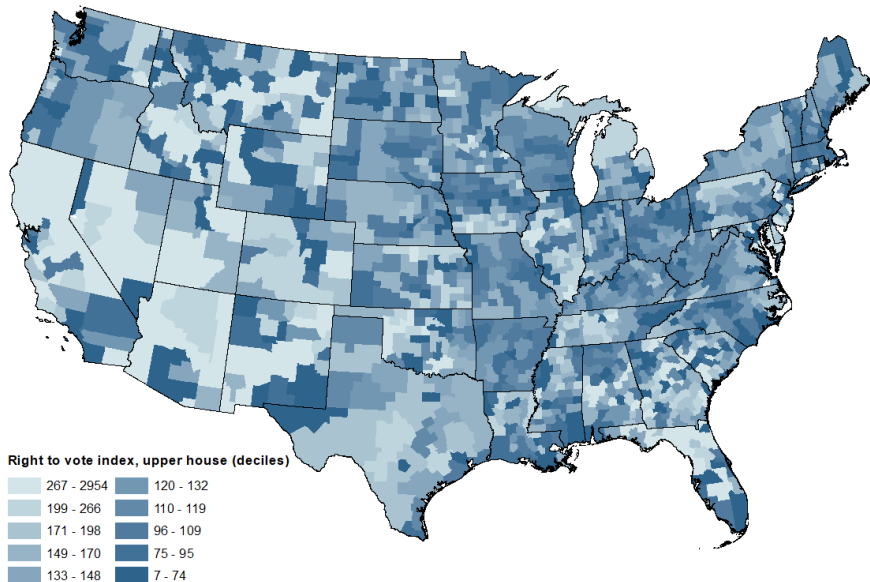 Right to vote index, upper house (deciles)
267 - 2954 120 - 132
199 - 266 110 - 119
171 - 198 96 - 109
149 - 170 75 - 95
133 - 148 7 - 74